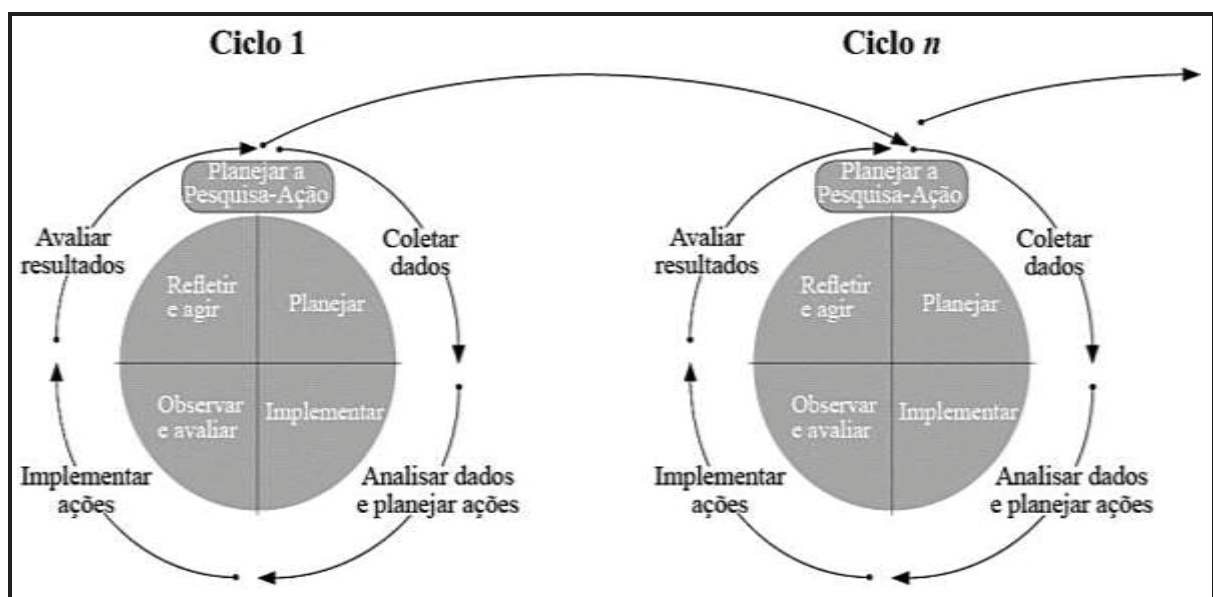 Ciclo 1
Planejar a
Pesquisa-Ação
Avaliar
resultados
Coletar
dados
Refletir
e agir
Planejar
Observar
e avaliar
Implementar
Implementar
ações
Analisar dados
e planejar ações
Ciclo n
Planejar a
Pesquisa-Ação
Avaliar
resultados
Coletar
dados
Refletir
e agir
Planejar
Observar
e avaliar
Implementar
Implementar
ações
Analisar dados
e planejar ações